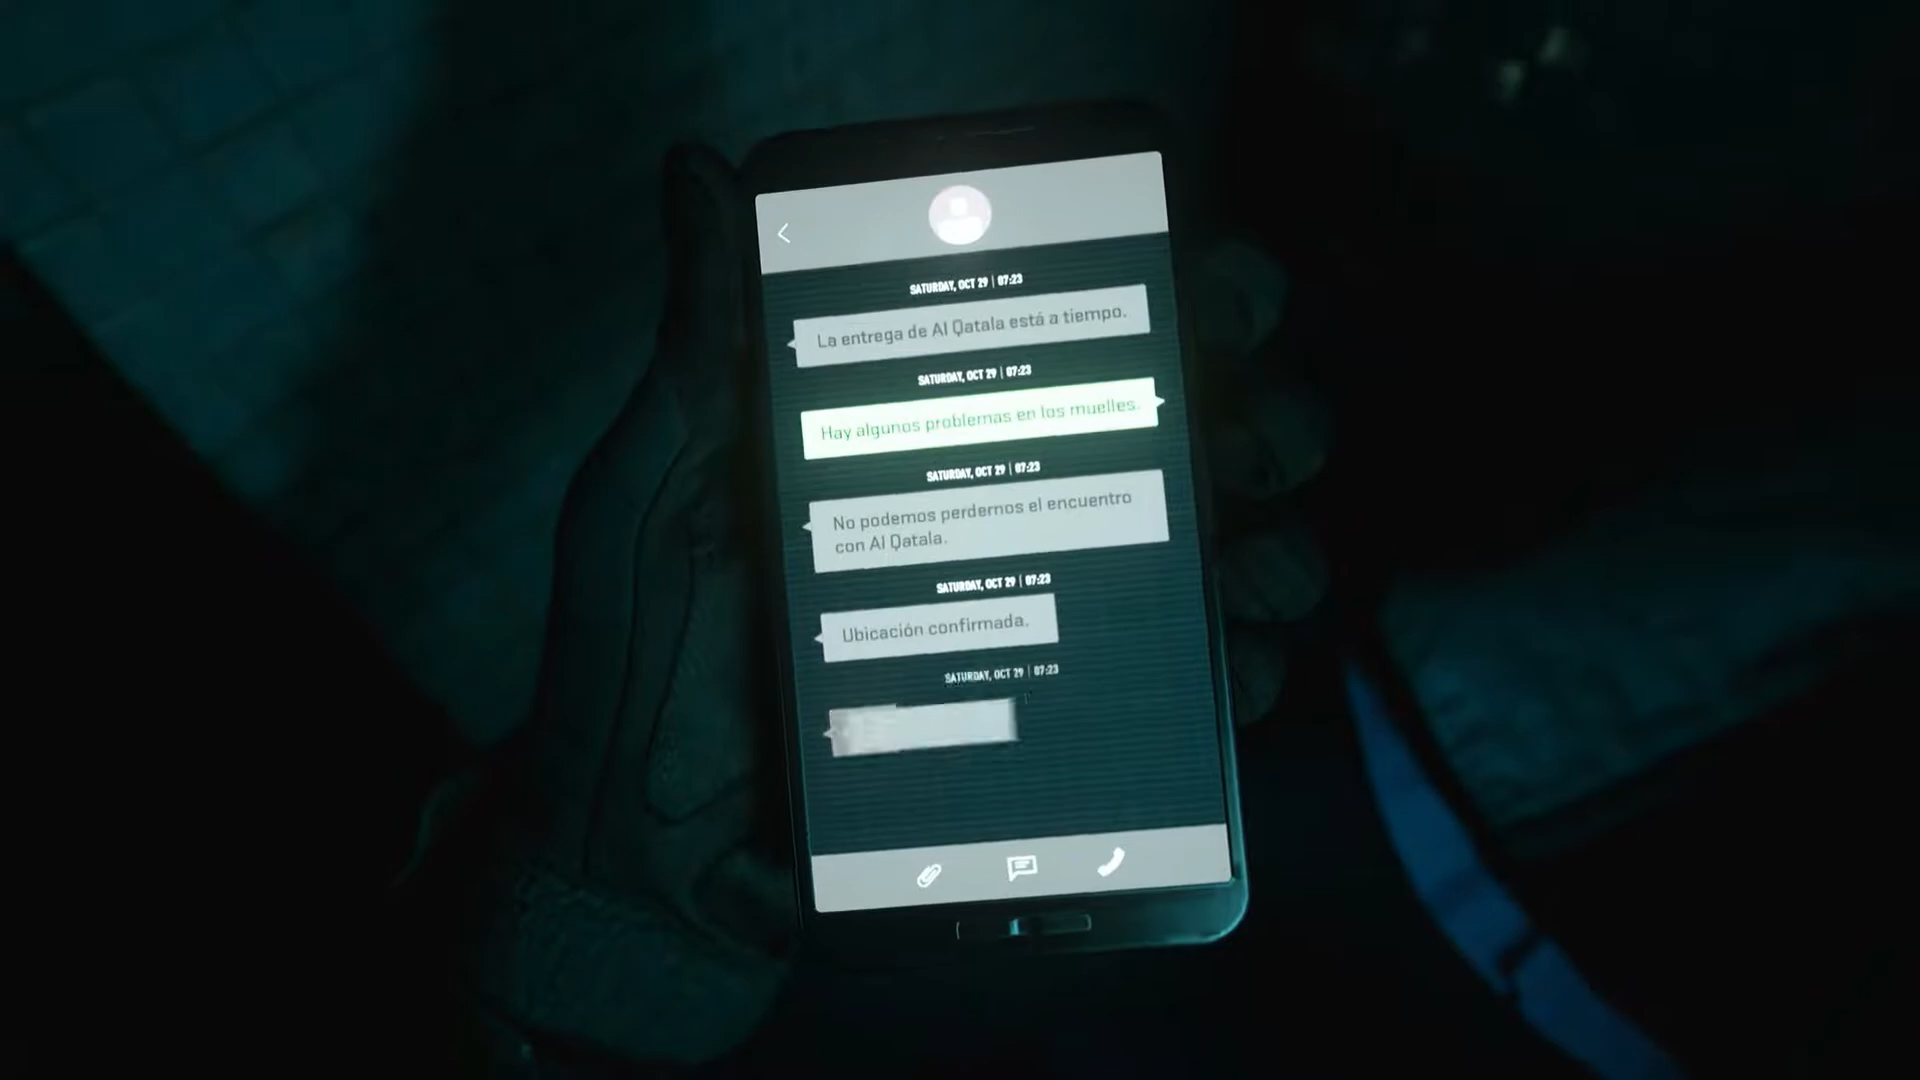 SATURDAY, OCT 29 | 07:23
La entrega de Al Qatala está a tiempo.
SATURDAY, OCT 29 | 07:23
Hay algunos problemas en los muelles.
SATURDAY, OCT 29 | 07:23
No podemos perdernos el encuentro
con Al Qatala.
SATURDAY, OCT 29 | 07:23
Ubicación confirmada.
SATURDAY, OCT 29 | 07:23